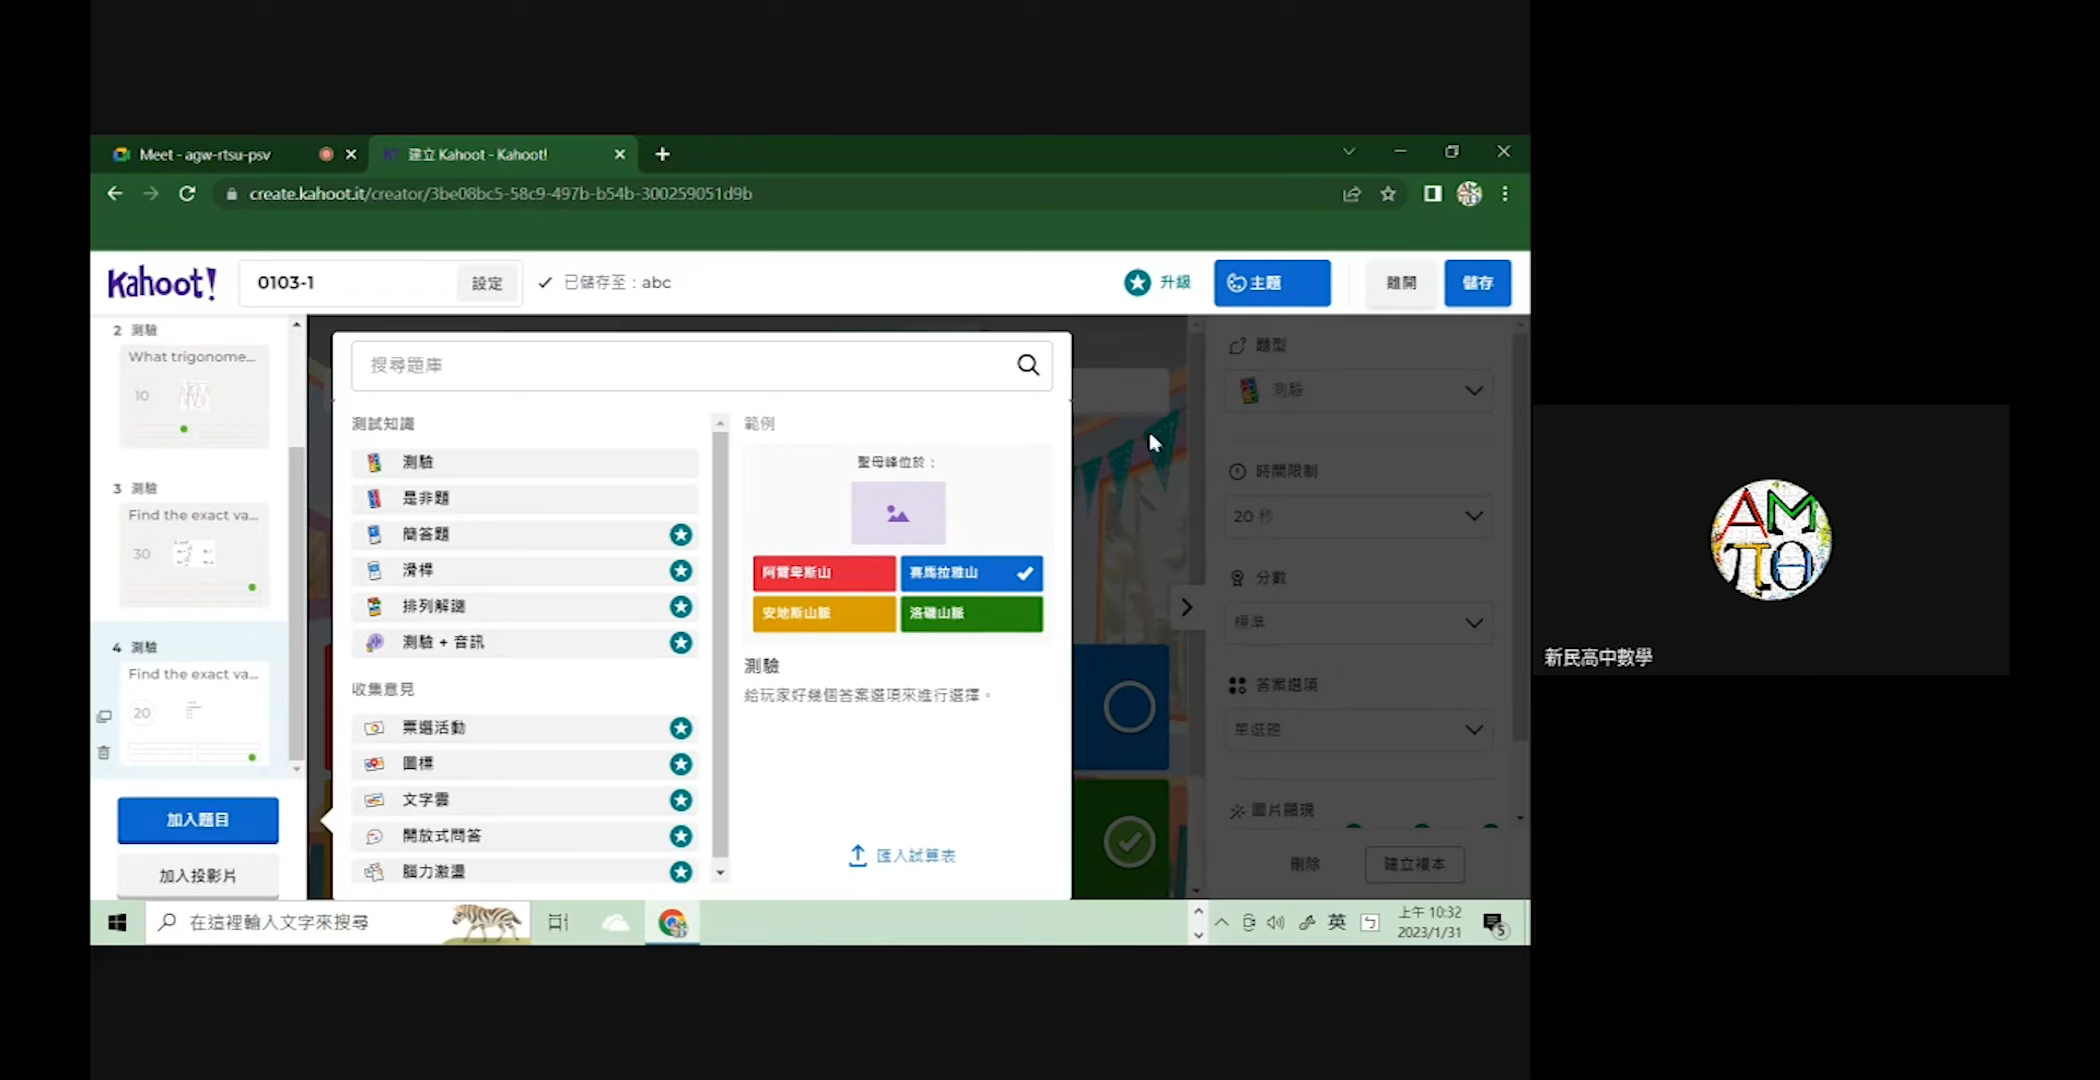 Meet - agw-rtsu-psv
建立 Kahoot - Kahoot!
create.kahoot.it/creator/3be08bc5-58c9-497b-b54b-300259051d9b
Kahoot!
0103-1
設定
已儲存至：abc
升級
主題
離開
儲存
2 測驗
What trigonome...
10
3 測驗
Find the exact va...
30
4 測驗
Find the exact va...
20
加入題目
加入投影片
搜尋題庫
測試知識
測驗
是非題
簡答題
滑桿
排列解謎
測驗 + 音訊
收集意見
票選活動
圖標
文字雲
開放式問答
腦力激盪
範例
聖母峰位於：
阿爾卑斯山
喜馬拉雅山
安地斯山脈
洛磯山脈
測驗
給玩家好幾個答案選項來進行選擇。
匯入試算表
題型
測驗
時間限制
20 秒
分數
標準
答案選項
單選題
圖片顯現
刪除
建立複本
在這裡輸入文字來搜尋
英
ㄅ
上午 10:32
2023/1/31
5
AM
πθ
新民高中數學